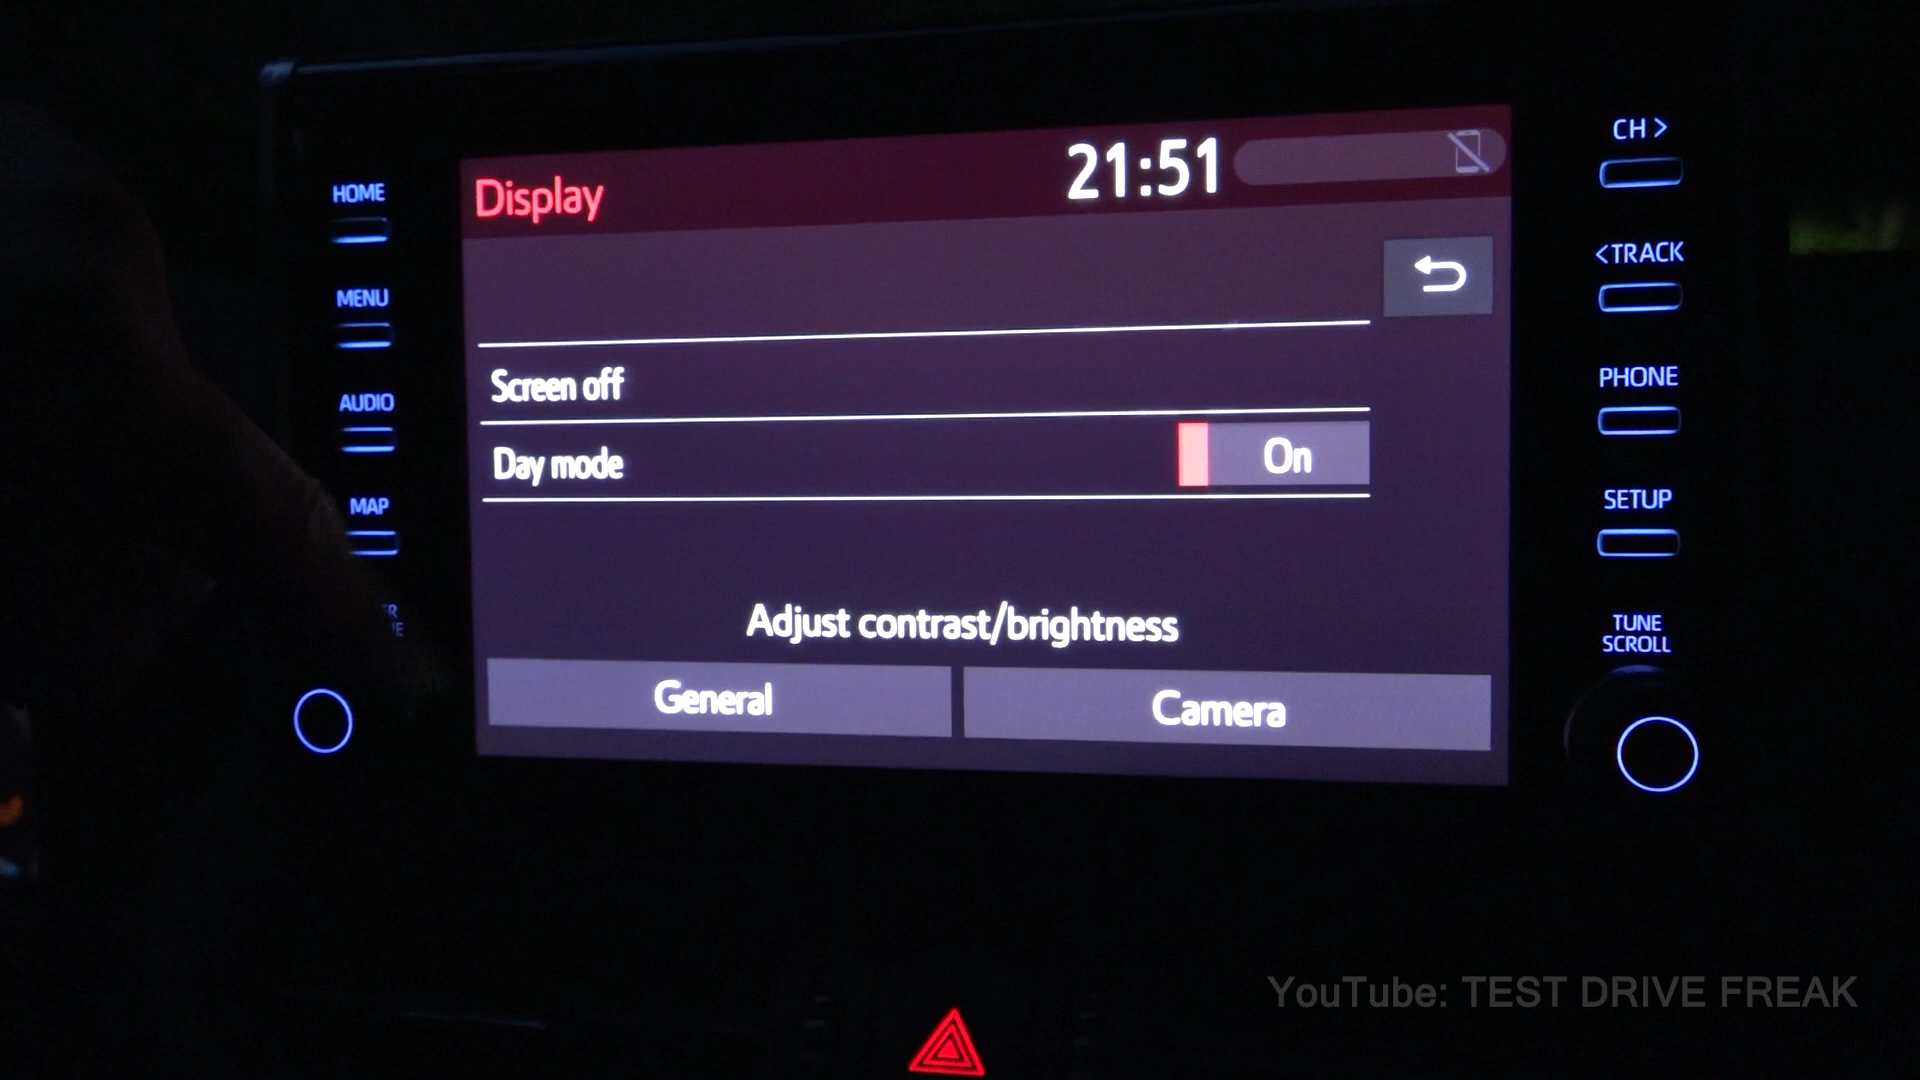 HOME
MENU
AUDIO
MAP
Display
21:51
Screen off
Day mode
On
Adjust contrast/brightness
General
Camera
CH >
< TRACK
PHONE
SETUP
TUNE
SCROLL
YouTube: TEST DRIVE FREAK